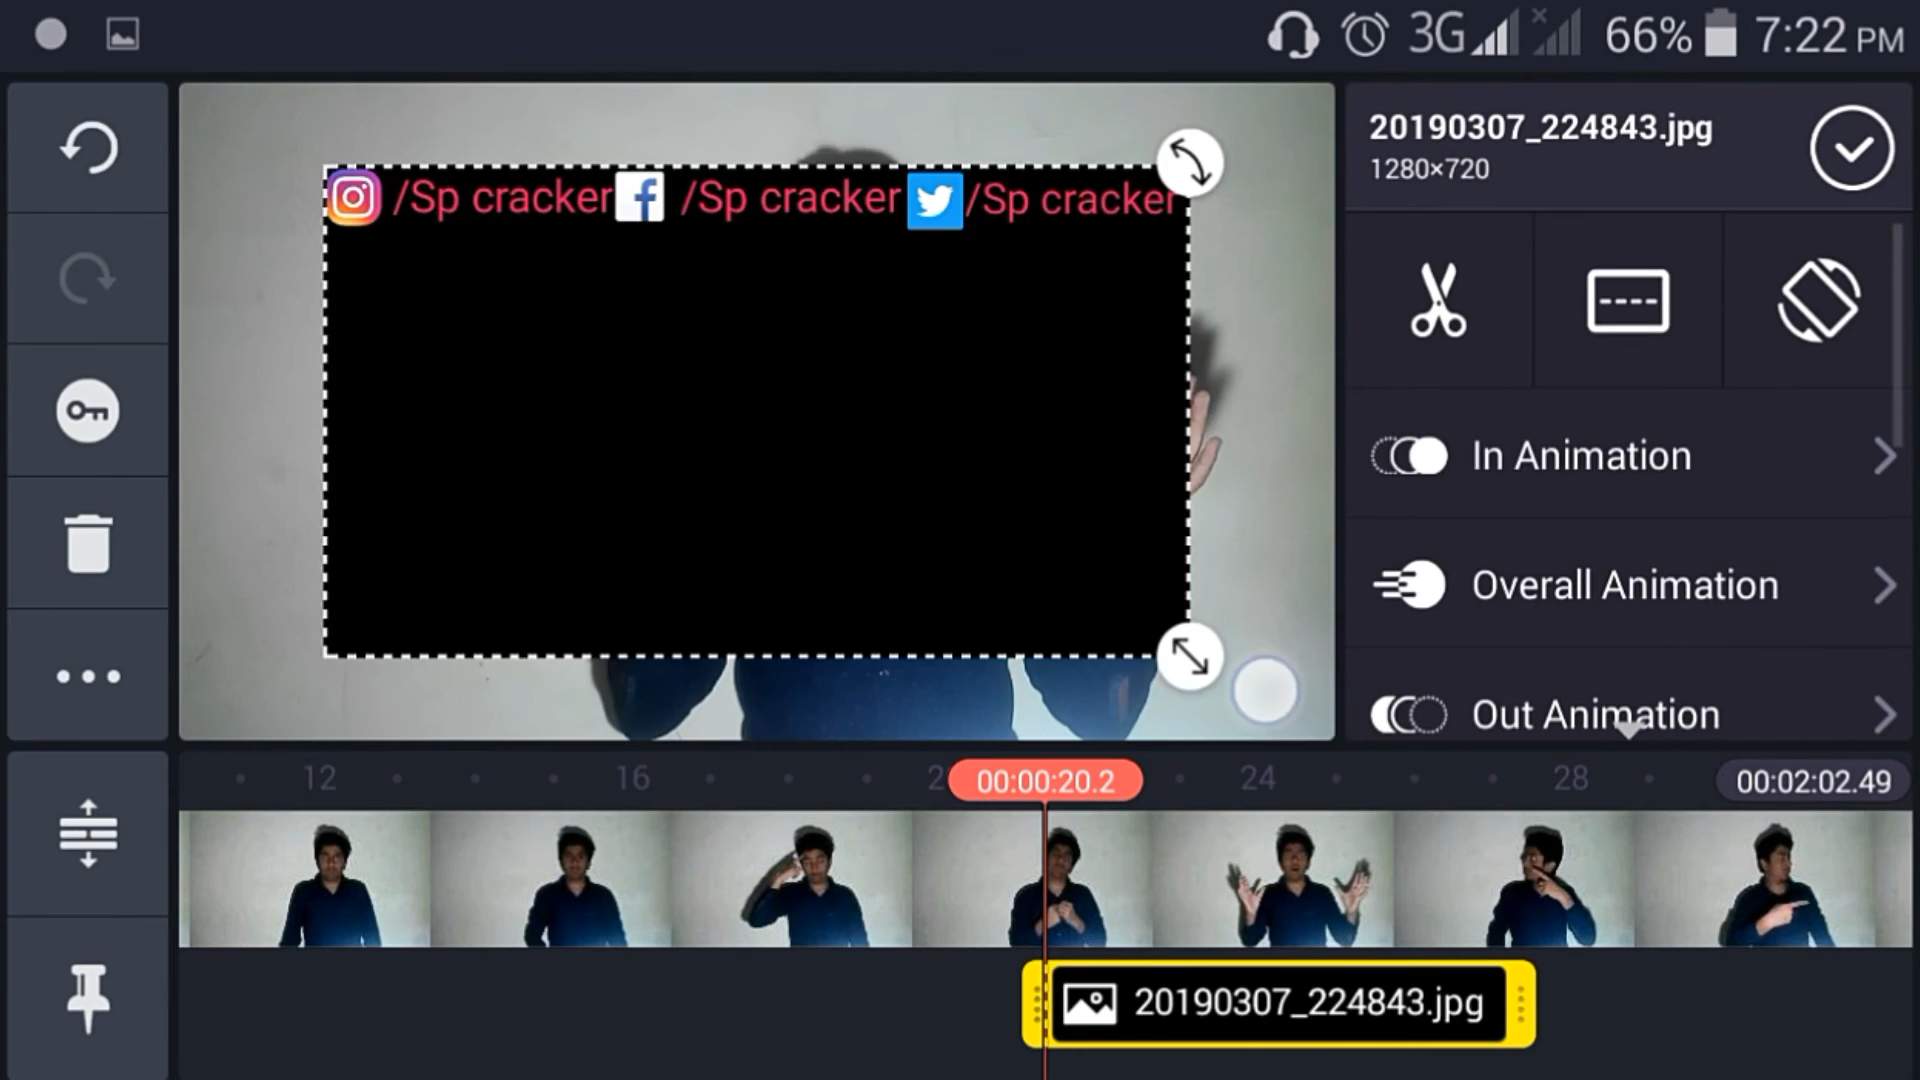 3G 66% 7:22 PM
20190307_224843.jpg
1280×720
/Sp cracker /Sp cracker /Sp cracker
In Animation
Overall Animation
Out Animation
12 16 2 00:00:20.2 24 28 00:02:02.49
20190307_224843.jpg